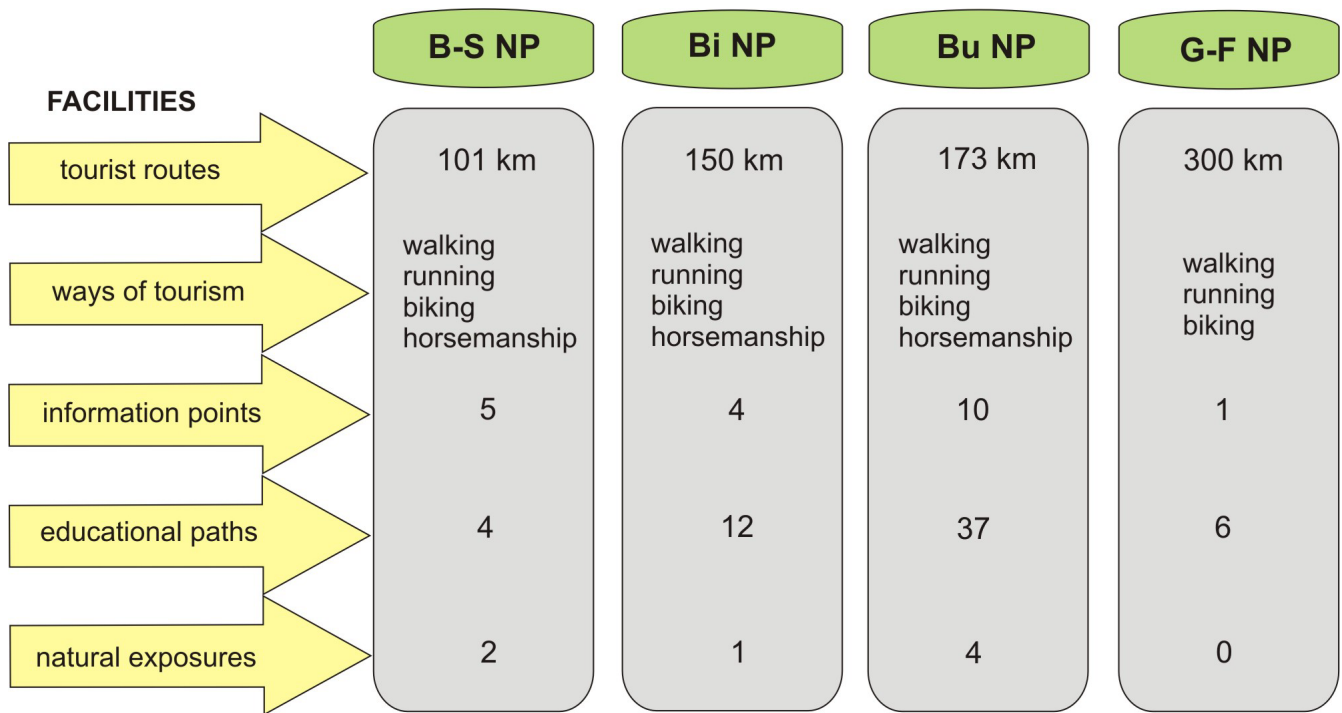 B-S NP
Bi NP
Bu NP
G-F NP
FACILITIES
tourist routes
101 km
150 km
173 km
300 km
ways of tourism
walking
running
biking
horsemanship
walking
running
biking
horsemanship
walking
running
biking
horsemanship
walking
running
biking
information points
5
4
10
1
educational paths
4
12
37
6
natural exposures
2
1
4
0